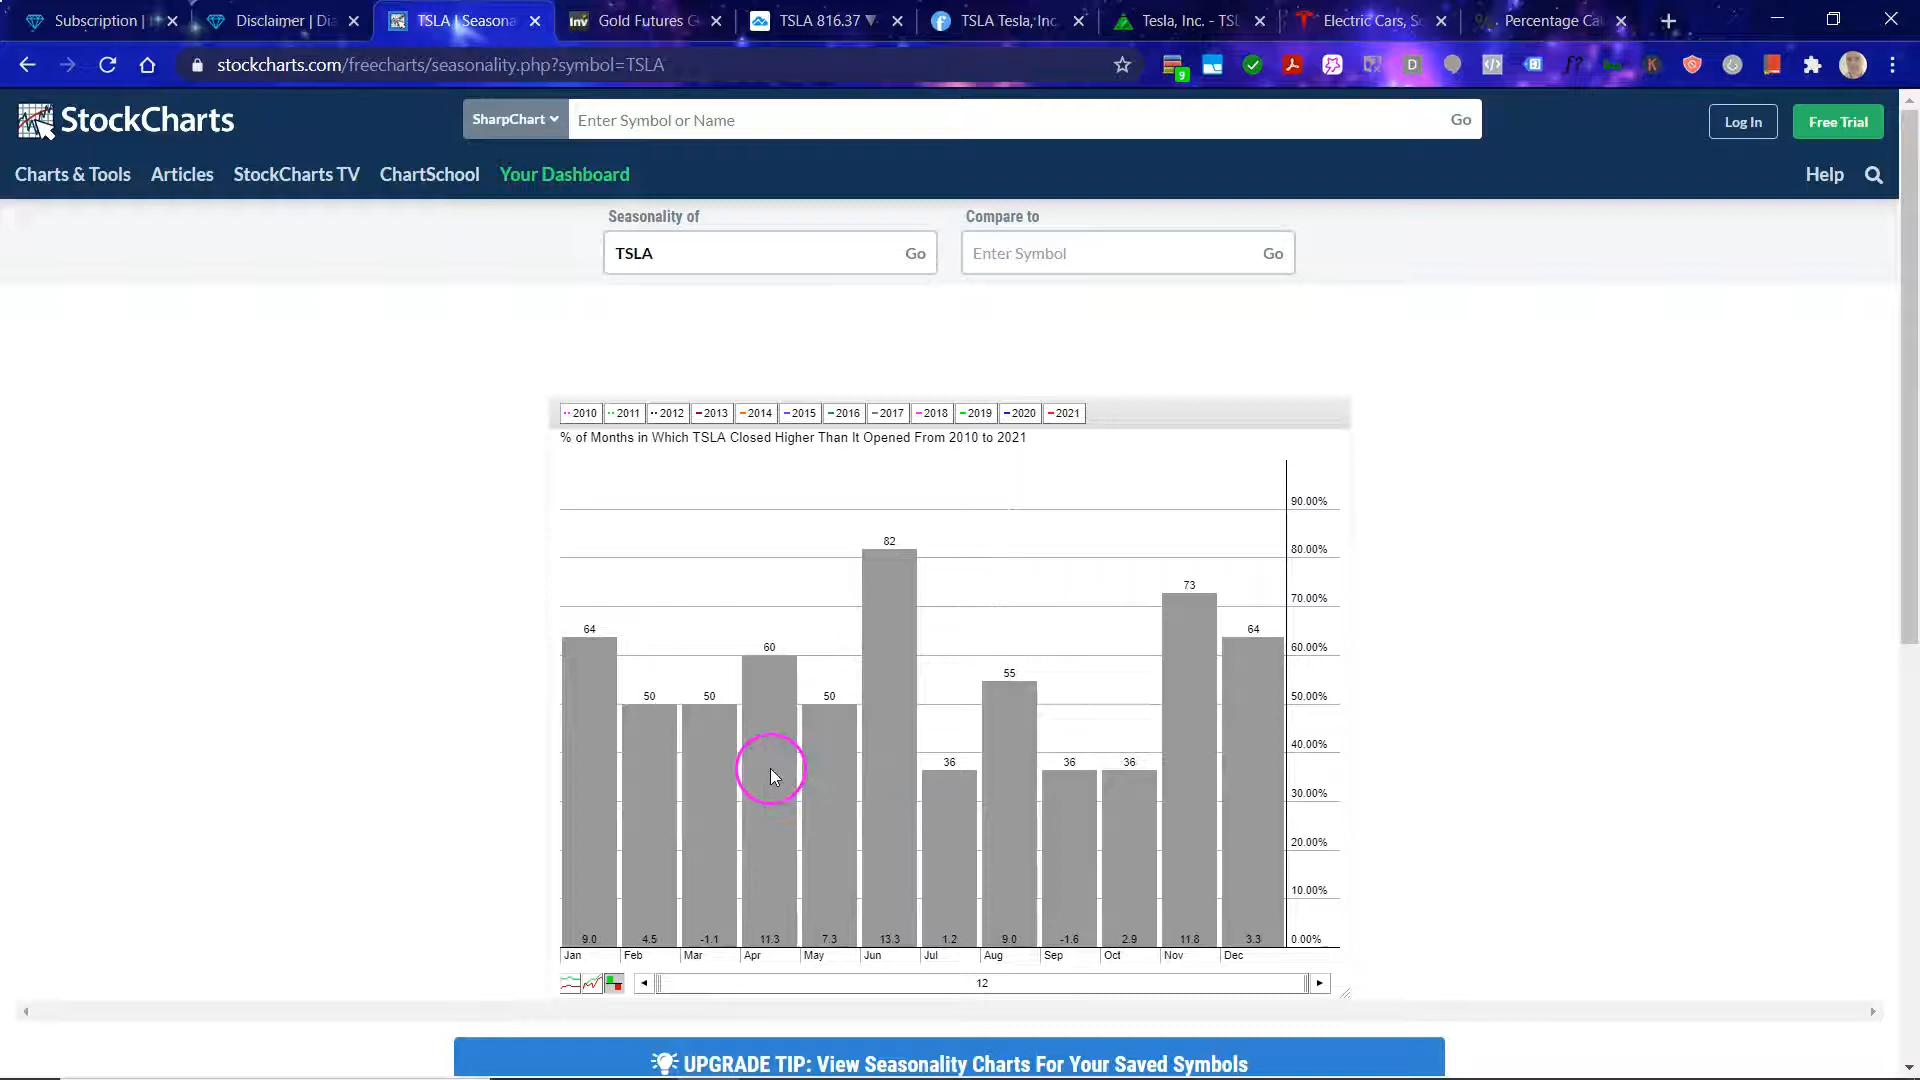 Subscription |
Disclaimer | Dia
TSLA | Seasona
Inv
Gold Futures C
TSLA 816.37 ▼
TSLA Tesla, Inc.
Tesla, Inc. - TSL
Electric Cars, So
Percentage Cal
stockcharts.com/freecharts/seasonality.php?symbol=TSLA
9
StockCharts
SharpChart
Enter Symbol or Name
Go
Log In
Free Trial
Charts & Tools
Articles
StockCharts TV
ChartSchool
Your Dashboard
Help
Seasonality of
Compare to
TSLA
Go
Enter Symbol
Go
2010
2011
2012
2013
2014
2015
2016
2017
2018
2019
2020
2021
% of Months in Which TSLA Closed Higher Than It Opened From 2010 to 2021
90.00%
80.00%
70.00%
60.00%
50.00%
40.00%
30.00%
20.00%
10.00%
0.00%
64
50
50
60
50
82
36
55
36
36
73
64
9.0
4.5
-1.1
11.3
7.3
13.3
1.2
9.0
-1.6
2.9
11.8
3.3
Jan
Feb
Mar
Apr
May
Jun
Jul
Aug
Sep
Oct
Nov
Dec
12
UPGRADE TIP: View Seasonality Charts For Your Saved Symbols